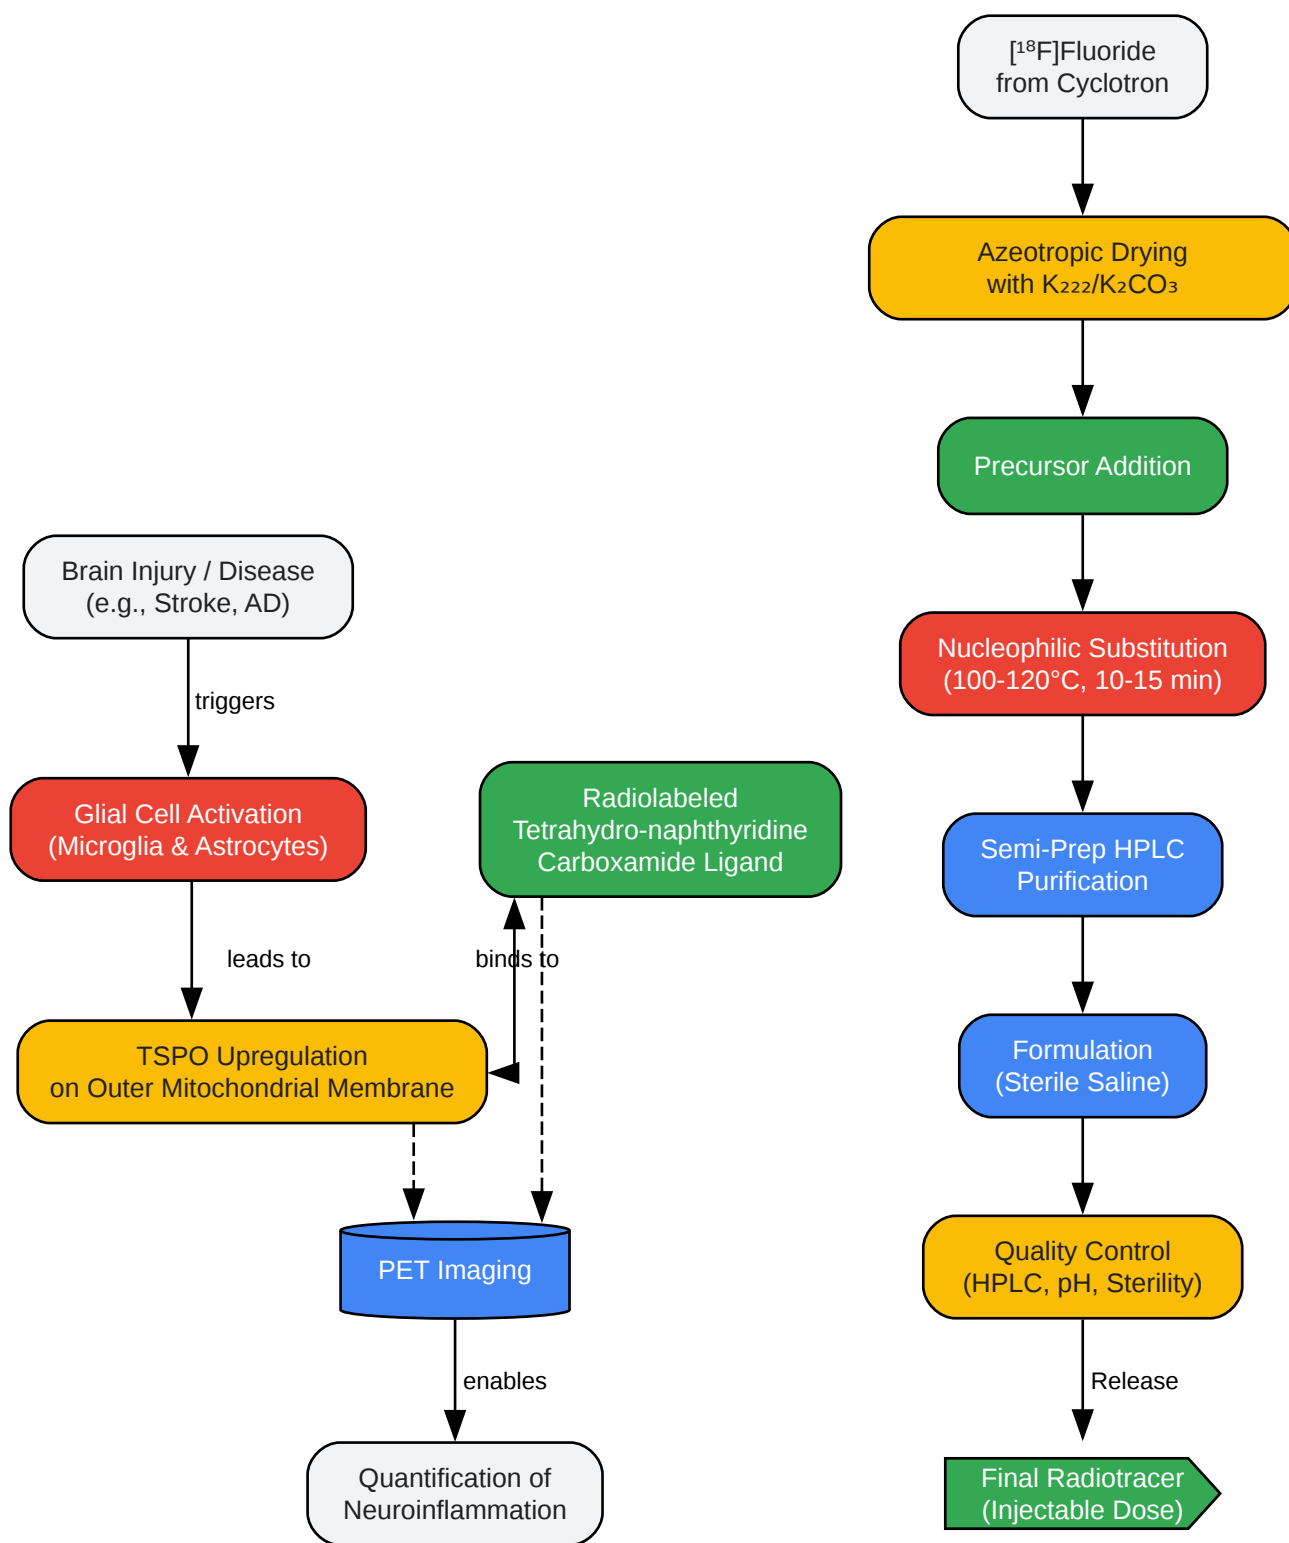 [¹⁸F]Fluoride
from Cyclotron
Azeotropic Drying
with K₂₂₂/K₂CO₃
Precursor Addition
Nucleophilic Substitution
(100-120°C, 10-15 min)
Semi-Prep HPLC
Purification
Formulation
(Sterile Saline)
Quality Control
(HPLC, pH, Sterility)
Release
Final Radiotracer
(Injectable Dose)
Brain Injury / Disease
(e.g., Stroke, AD)
triggers
Glial Cell Activation
(Microglia & Astrocytes)
leads to
TSPO Upregulation
on Outer Mitochondrial Membrane
Radiolabeled
Tetrahydro-naphthyridine
Carboxamide Ligand
binds to
PET Imaging
enables
Quantification of
Neuroinflammation